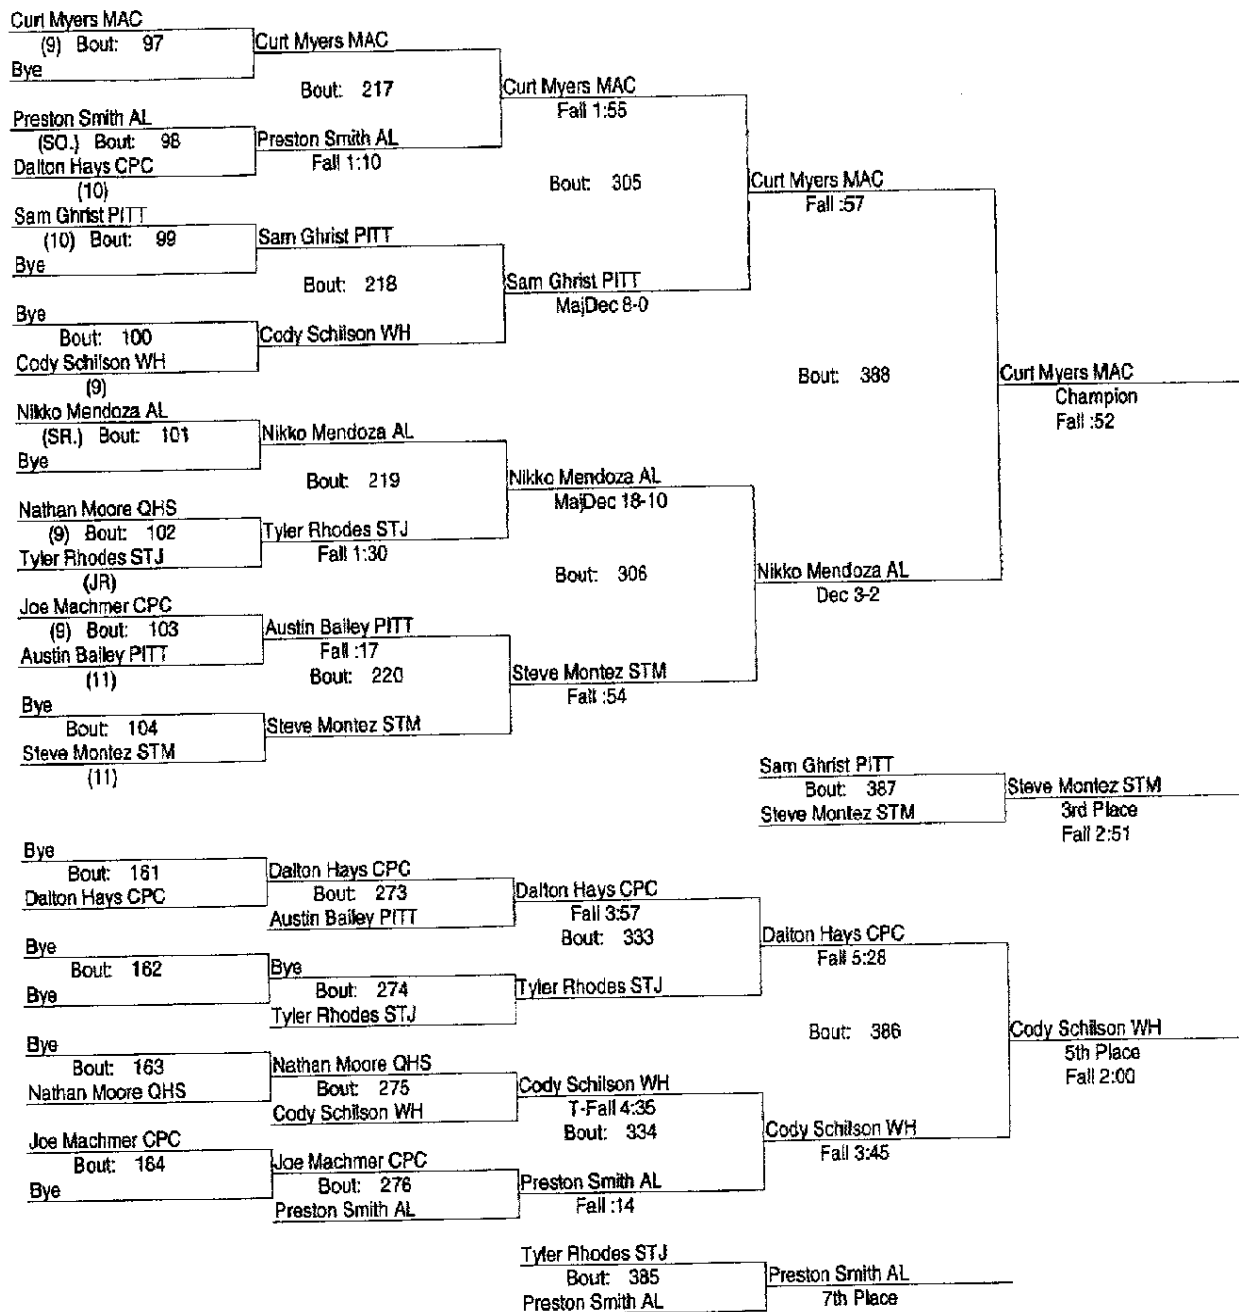 Curt Myers MAC
(9) Bout: 97
Bye
Curt Myers MAC
Bout: 217
Preston Smith AL
(SO.) Bout: 98
Dalton Hays CPC
(10)
Preston Smith AL
Fall 1:10
Curt Myers MAC
Fall 1:55
Bout: 305
Sam Ghrist PITT
(10) Bout: 99
Bye
Sam Ghrist PITT
Bout: 218
Bye
Bout: 100
Cody Schilson WH
(9)
Cody Schilson WH
Sam Ghrist PITT
MajDec 8-0
Curt Myers MAC
Fall :57
Bout: 388
Curt Myers MAC
Champion
Fall :52
Nikko Mendoza AL
(SR.) Bout: 101
Bye
Nikko Mendoza AL
Bout: 219
Nathan Moore QHS
(9) Bout: 102
Tyler Rhodes STJ
(JR)
Tyler Rhodes STJ
Fall 1:30
Nikko Mendoza AL
MajDec 18-10
Bout: 306
Nikko Mendoza AL
Dec 3-2
Joe Machmer CPC
(9) Bout: 103
Austin Bailey PITT
(11)
Austin Bailey PITT
Fall :17
Bout: 220
Bye
Bout: 104
Steve Montez STM
(11)
Steve Montez STM
Steve Montez STM
Fall :54
Sam Ghrist PITT
Bout: 387
Steve Montez STM
Steve Montez STM
3rd Place
Fall 2:51
Bye
Bout: 161
Dalton Hays CPC
Dalton Hays CPC
Bout: 273
Austin Bailey PITT
Dalton Hays CPC
Fall 3:57
Bout: 333
Bye
Bout: 162
Bye
Bye
Bout: 274
Tyler Rhodes STJ
Tyler Rhodes STJ
Dalton Hays CPC
Fall 5:28
Bout: 386
Cody Schilson WH
5th Place
Fall 2:00
Bye
Bout: 163
Nathan Moore QHS
Nathan Moore QHS
Bout: 275
Cody Schilson WH
Cody Schilson WH
T-Fall 4:35
Bout: 334
Cody Schilson WH
Fall 3:45
Joe Machmer CPC
Bout: 164
Bye
Joe Machmer CPC
Bout: 276
Preston Smith AL
Preston Smith AL
Fall :14
Tyler Rhodes STJ
Bout: 385
Preston Smith AL
Preston Smith AL
7th Place